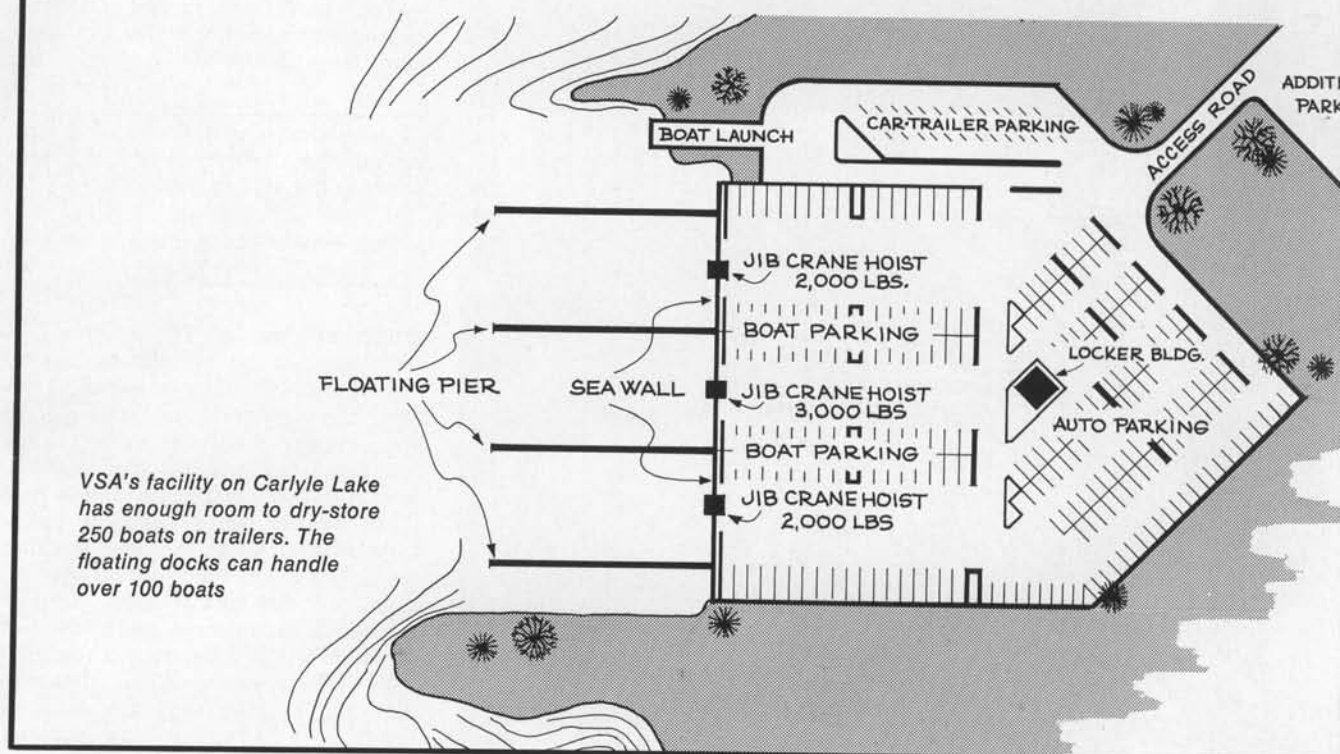 BOAT LAUNCH
CAR-TRAILER PARKING
ACCESS ROAD
JIB CRANE HOIST
2,000 LBS.
BOAT PARKING
LOCKER BLDG.
FLOATING PIER
SEA WALL
JIB CRANE HOIST
3,000 LBS
AUTO PARKING
BOAT PARKING
JIB CRANE HOIST
2,000 LBS
VSA's facility on Carlyle Lake
has enough room to dry-store
250 boats on trailers. The
floating docks can handle
over 100 boats